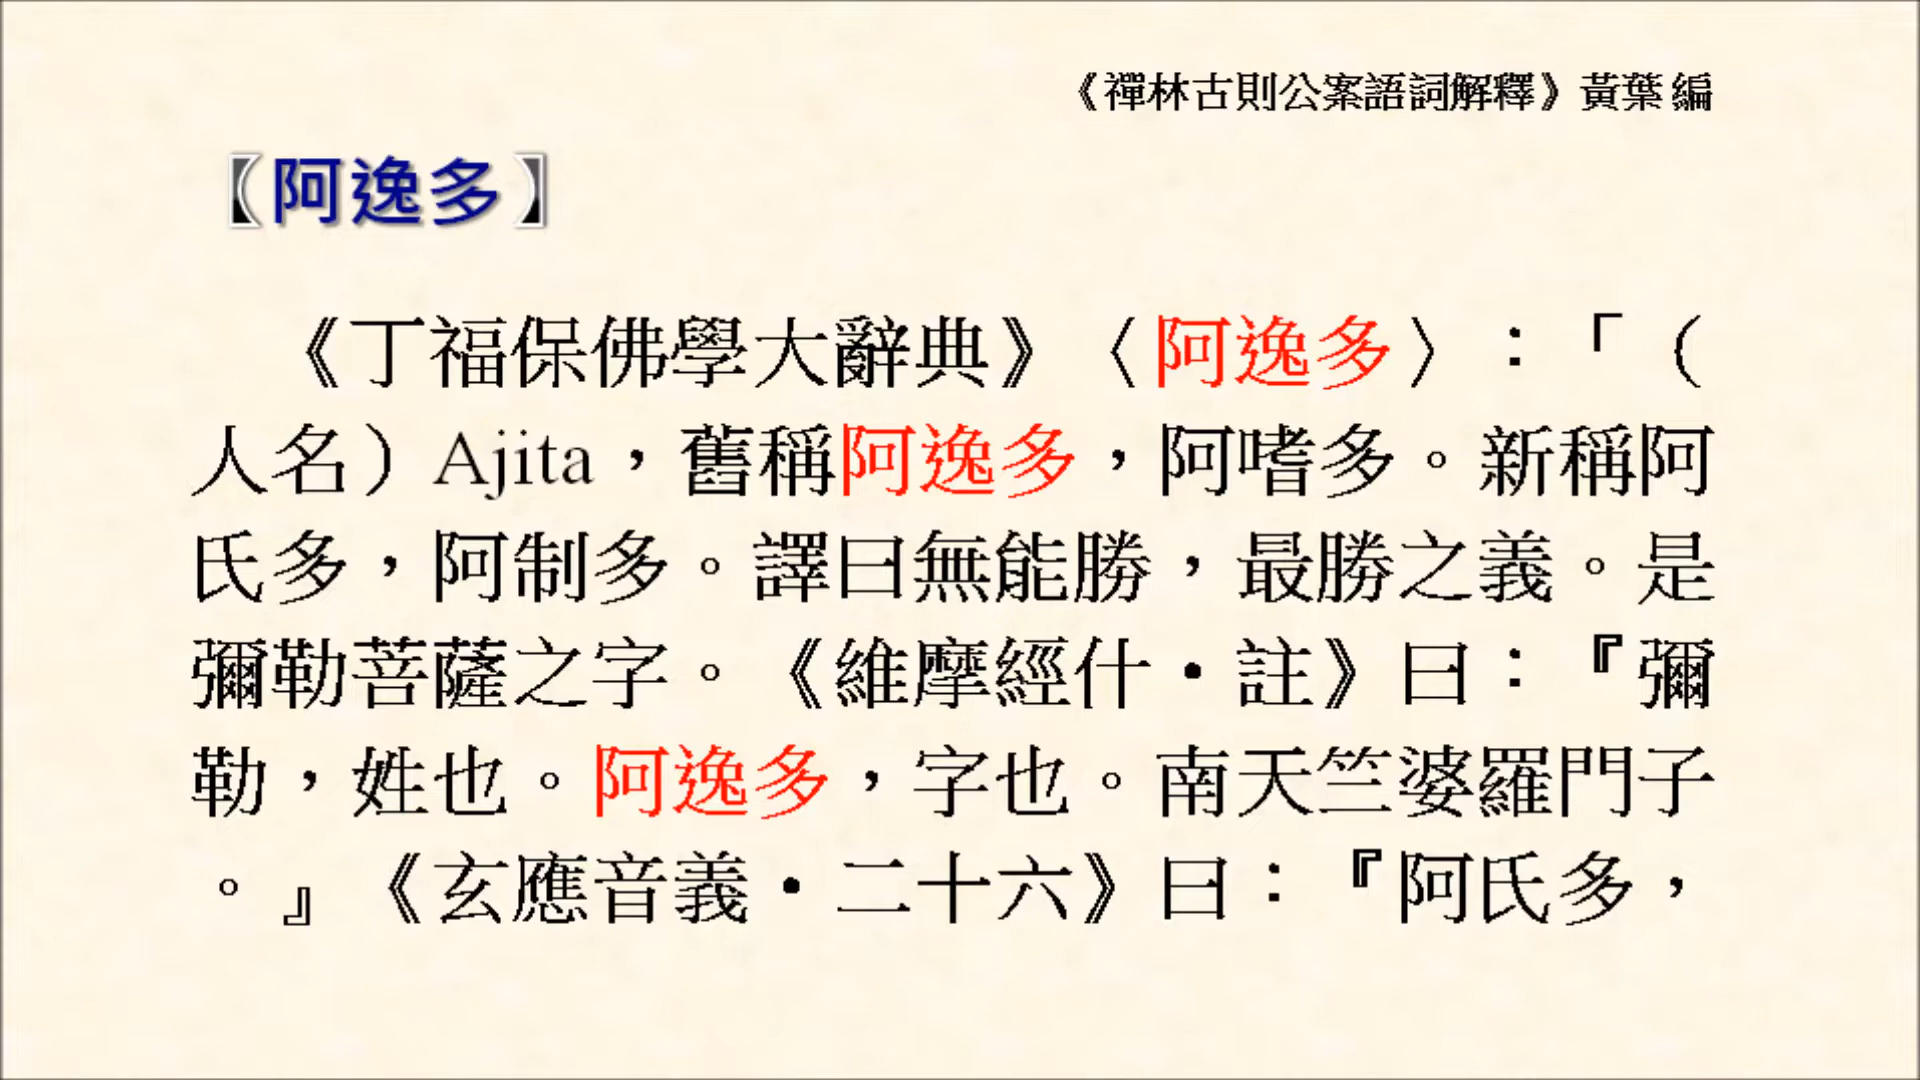 《禪林古則公案語詞解釋》黃葉 編
【阿逸多】
《丁福保佛學大辭典》〈阿逸多〉：「（
人名）Ajita，舊稱阿逸多，阿嗜多。新稱阿
氏多，阿制多。譯曰無能勝，最勝之義。是
彌勒菩薩之字。《維摩經什・註》曰：『彌
勒，姓也。阿逸多，字也。南天竺婆羅門子
。』《玄應音義・二十六》曰：『阿氏多，